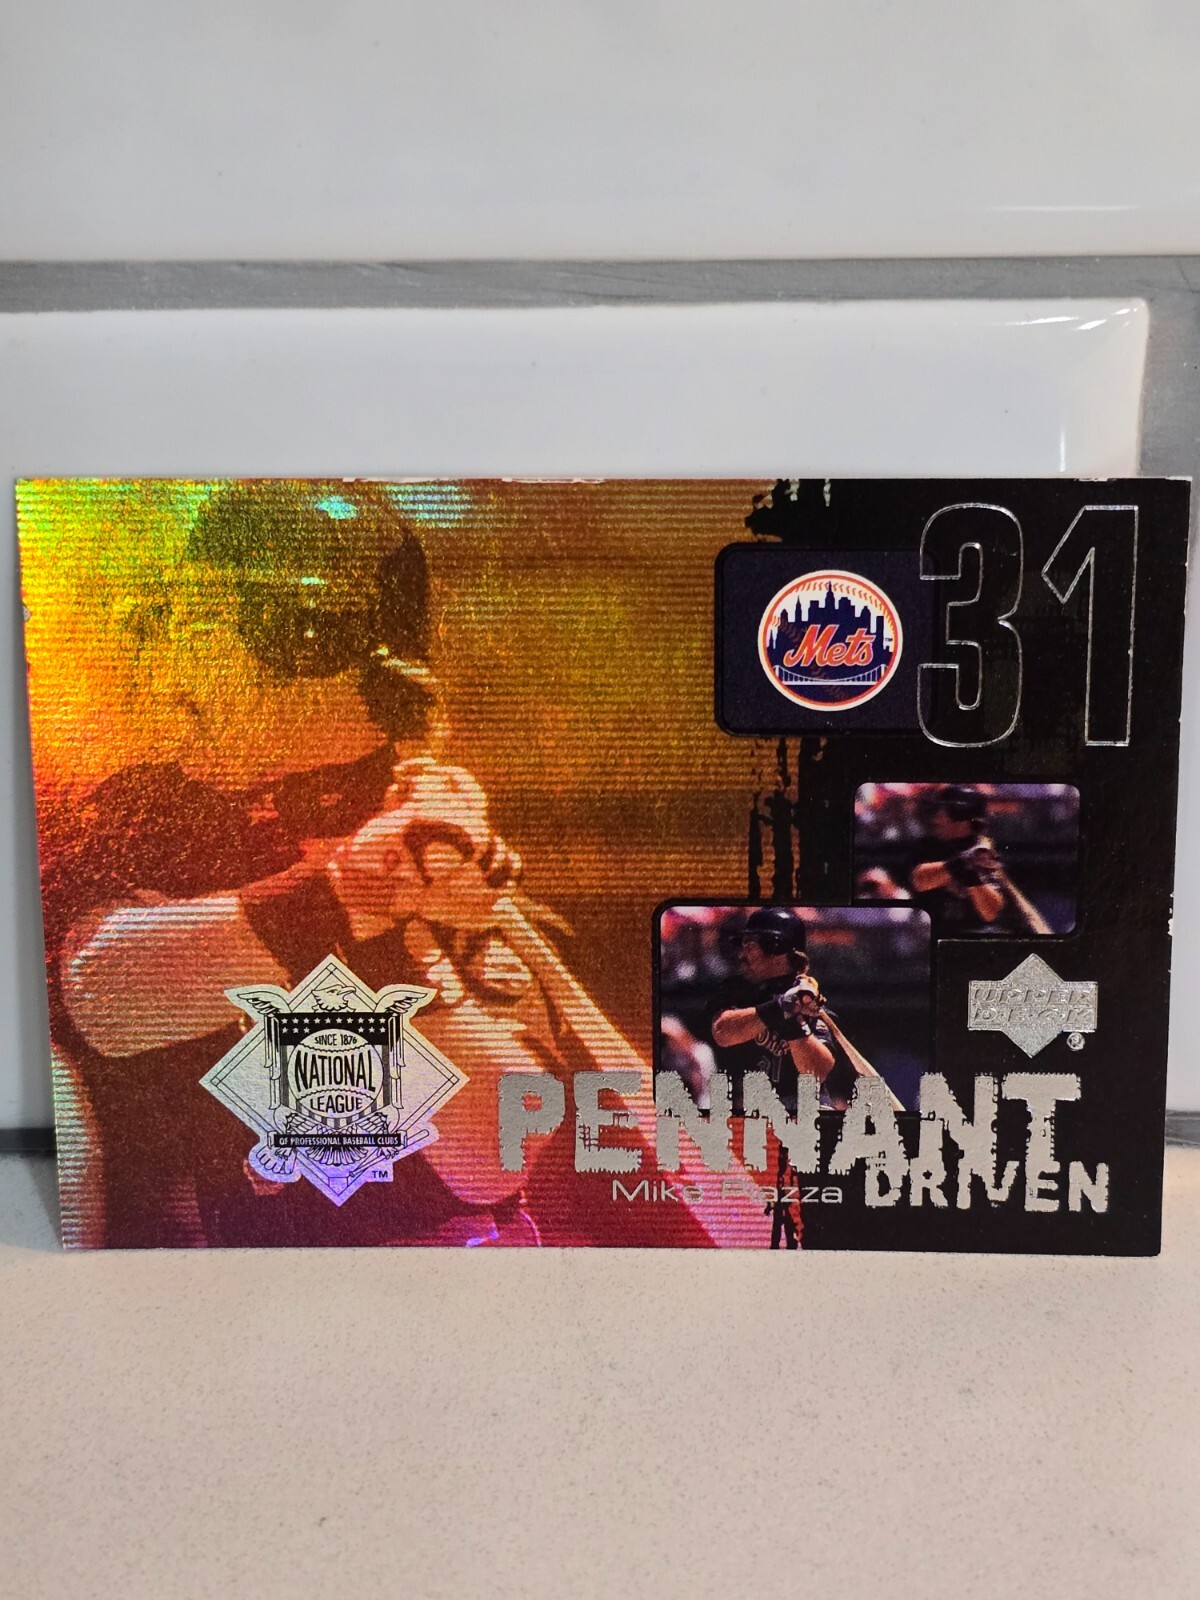 31
Mets
UPPER
DECK
®
SINCE 1876
NATIONAL
LEAGUE
OF PROFESSIONAL BASEBALL CLUBS
TM
PENNANT
DRIVEN
Mike Piazza